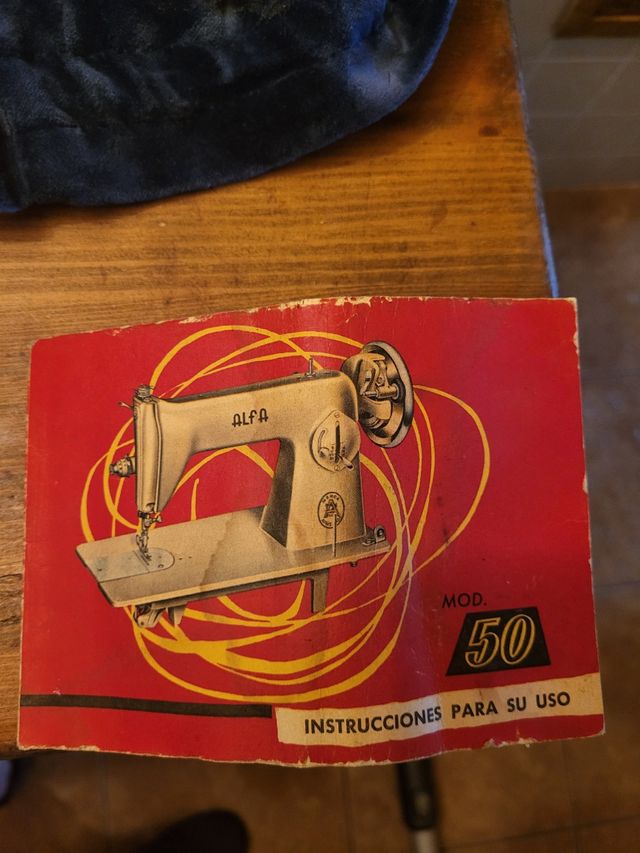 ALFA
MOD.
50
INSTRUCCIONES PARA SU USO